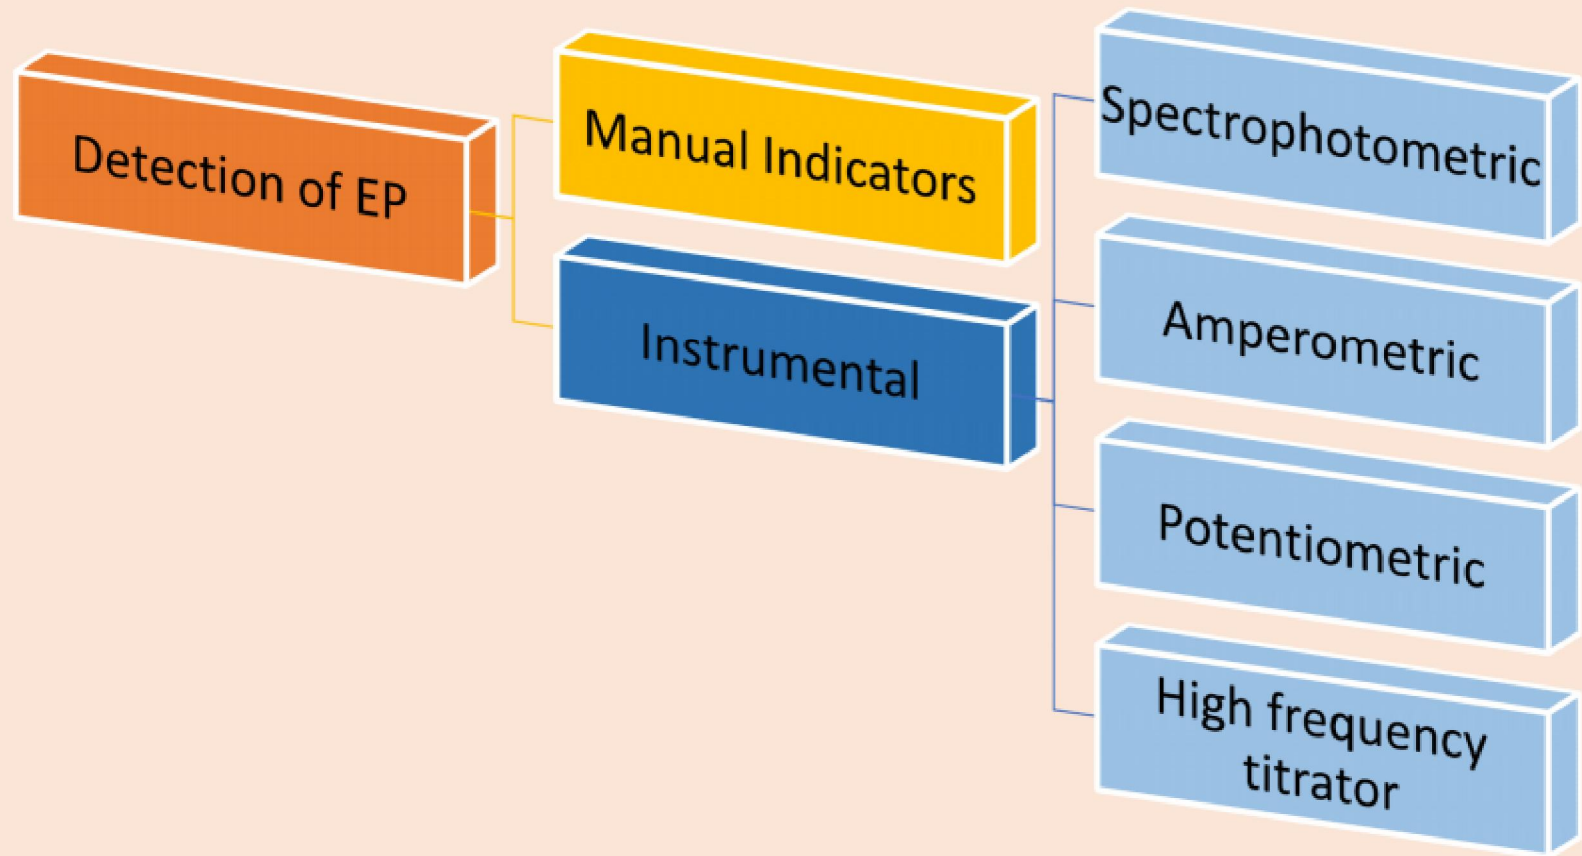 Detection of EP
Manual Indicators
Instrumental
Spectrophotometric
Amperometric
Potentiometric
High frequency
titrator